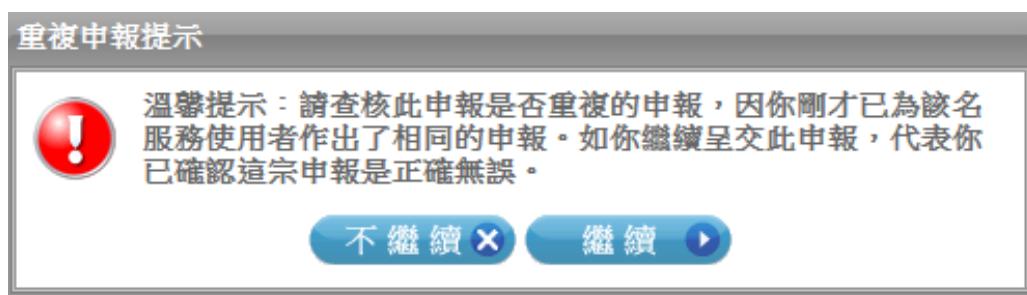 重複申報提示
溫馨提示：請查核此申報是否重複的申報，因你剛才已為該名
服務使用者作出了相同的申報。如你繼續呈交此申報，代表你
已確認這宗申報是正確無誤。
不繼續
繼續